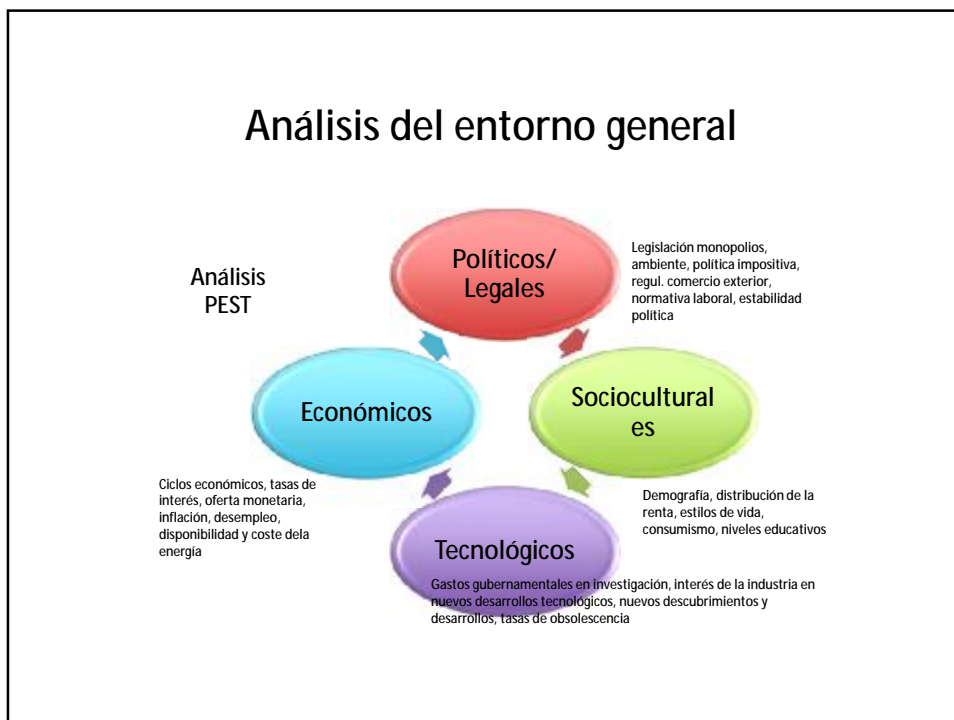 Análisis del entorno general
Análisis
PEST
Políticos/
Legales
Legislación monopolios,
ambiente, política impositiva,
regul. comercio exterior,
normativa laboral, estabilidad
política
Económicos
Ciclos económicos, tasas de
interés, oferta monetaria,
inflación, desempleo,
disponibilidad y coste dela
energía
Sociocultural
es
Demografía, distribución de la
renta, estilos de vida,
consumismo, niveles educativos
Tecnológicos
Gastos gubernamentales en investigación, interés de la industria en
nuevos desarrollos tecnológicos, nuevos descubrimientos y
desarrollos, tasas de obsolescencia